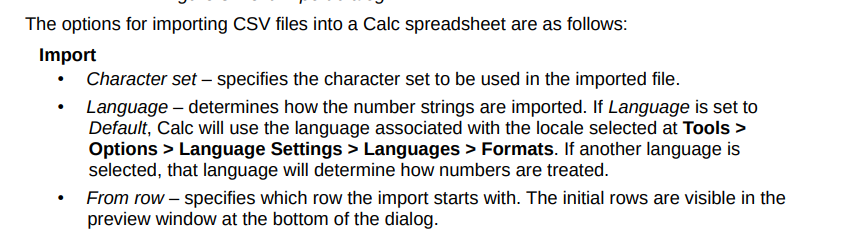 The options for importing CSV files into a Calc spreadsheet are as follows:
Import
• Character set – specifies the character set to be used in the imported file.
• Language – determines how the number strings are imported. If Language is set to
Default, Calc will use the language associated with the locale selected at Tools >
Options > Language Settings > Languages > Formats. If another language is
selected, that language will determine how numbers are treated.
• From row – specifies which row the import starts with. The initial rows are visible in the
preview window at the bottom of the dialog.